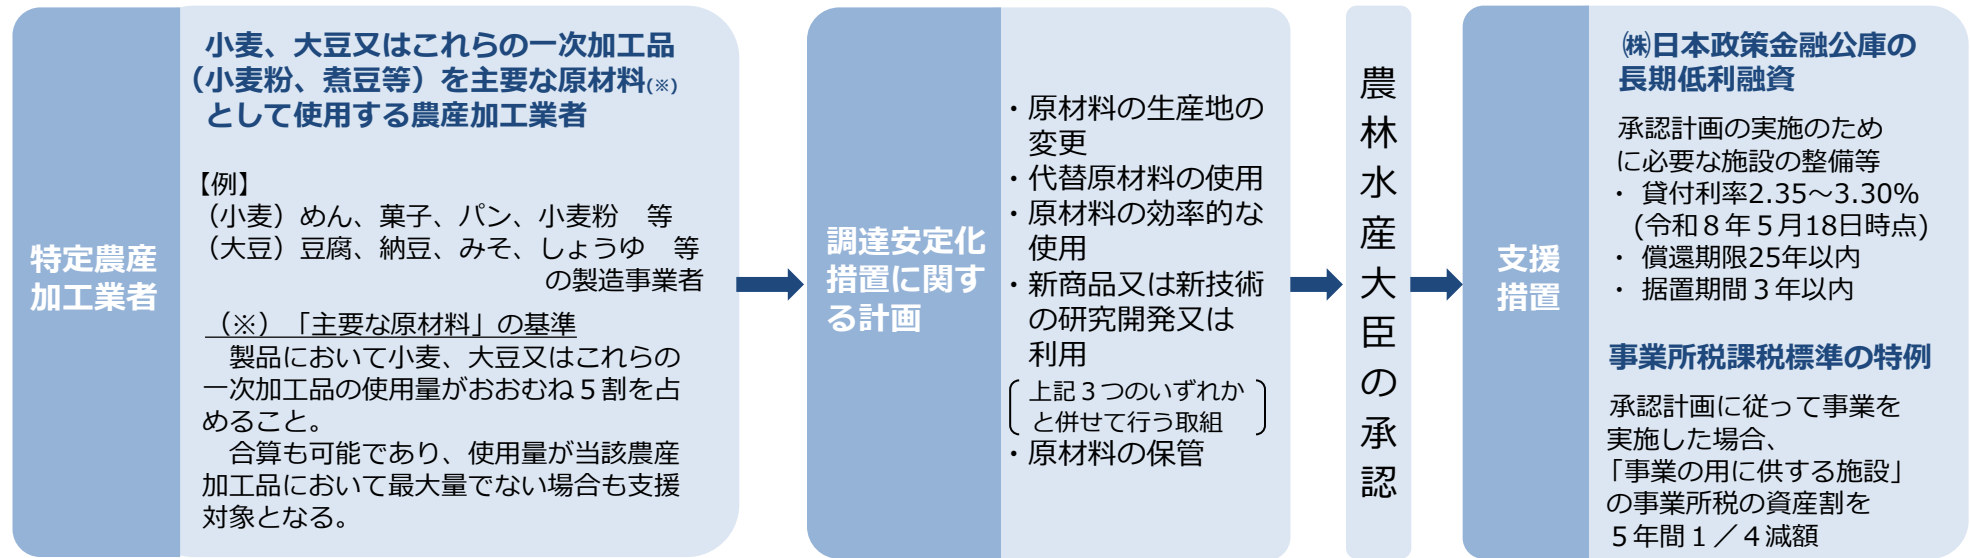 特定農産
加工業者
小麦、大豆又はこれらの一次加工品
（小麦粉、煮豆等）を主要な原材料(※)
として使用する農産加工業者
【例】
（小麦）めん、菓子、パン、小麦粉　等
（大豆）豆腐、納豆、みそ、しょうゆ　等
の製造事業者
（※）「主要な原材料」の基準
　製品において小麦、大豆又はこれらの
一次加工品の使用量がおおむね５割を占
めること。
　合算も可能であり、使用量が当該農産
加工品において最大量でない場合も支援
対象となる。
調達安定化
措置に関す
る計画
・原材料の生産地の
変更
・代替原材料の使用
・原材料の効率的な
使用
・新商品又は新技術
の研究開発又は
利用
上記３つのいずれか
と併せて行う取組
・原材料の保管
農林水産大臣の承認
支援
措置
㈱日本政策金融公庫の
長期低利融資
承認計画の実施のため
に必要な施設の整備等
・ 貸付利率2.35～3.30%
(令和８年５月18日時点)
・ 償還期限25年以内
・ 据置期間３年以内
事業所税課税標準の特例
承認計画に従って事業を
実施した場合、
「事業の用に供する施設」
の事業所税の資産割を
５年間１／４減額